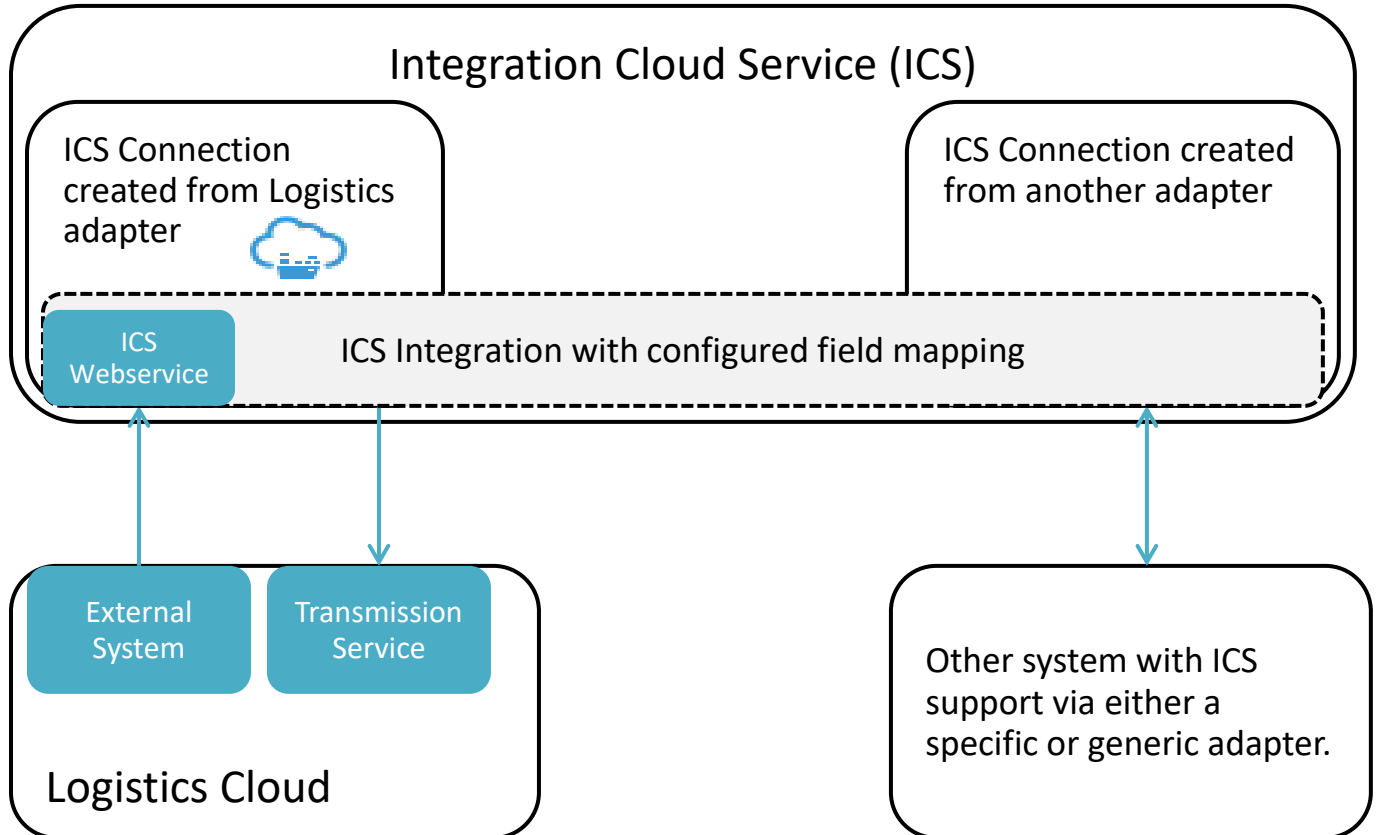 Integration Cloud Service (ICS)
ICS Connection
created from Logistics
adapter
ICS Connection created
from another adapter
ICS
Webservice
ICS Integration with configured field mapping
External
System
Transmission
Service
Logistics Cloud
Other system with ICS
support via either a
specific or generic adapter.